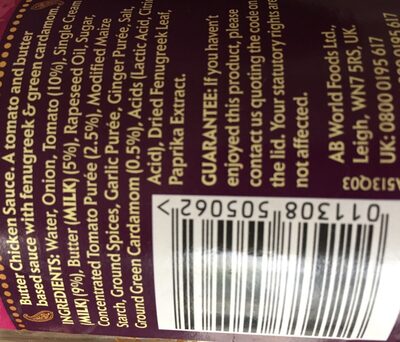 Butter Chicken Sauce. A tomato and butter
based sauce with fenugreek & green cardamom
INGREDIENTS: Water, Onion, Tomato (10%), Single Cream
(MILK) (9%), Butter (MILK) (5%), Rapeseed Oil, Sugar,
Concentrated Tomato Purée (2.5%), Modified Maize
Starch, Ground Spices, Garlic Purée, Ginger Purée, Salt,
Ground Green Cardamom (0.5%), Acids (Lactic Acid, Citric
Acid), Dried Fenugreek Leaf,
Paprika Extract.
GUARANTEE: If you haven't
enjoyed this product, please
contact us quoting the code on
the lid. Your statutory rights are
not affected.
AB World Foods Ltd.,
Leigh, WN7 5RS, UK.
UK: 0800 0195 617
A513Q03
011308 505062 >